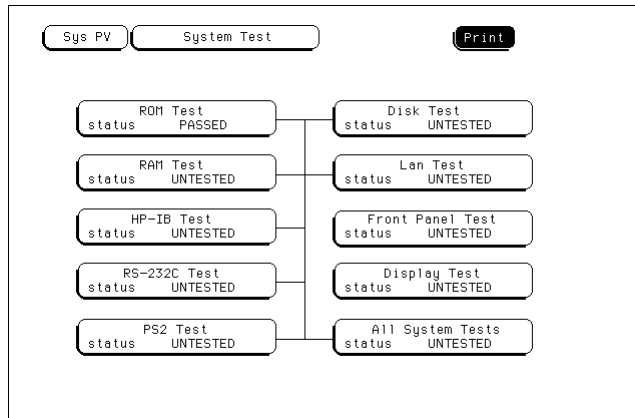 Sys PV System Test Print
ROM Test
status PASSED
Disk Test
status UNTESTED
RAM Test
status UNTESTED
Lan Test
status UNTESTED
HP-IB Test
status UNTESTED
Front Panel Test
status UNTESTED
RS-232C Test
status UNTESTED
Display Test
status UNTESTED
PS2 Test
status UNTESTED
All System Tests
status UNTESTED